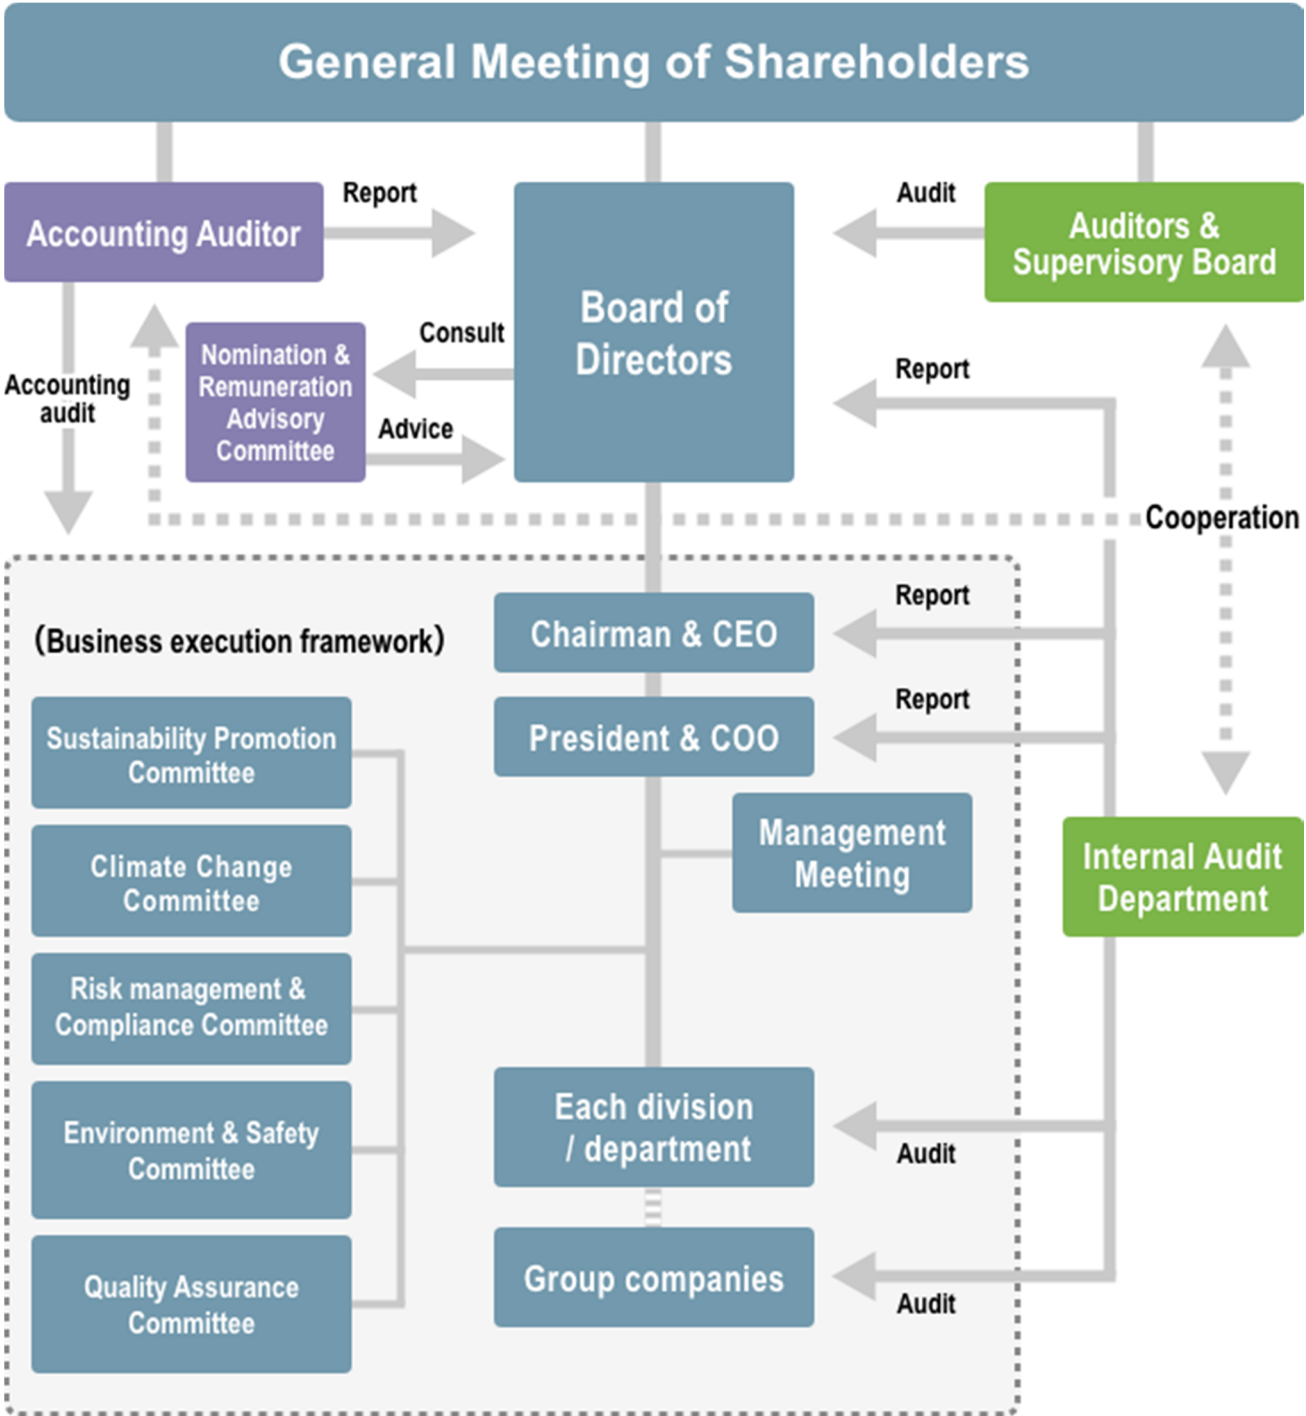 General Meeting of Shareholders
Accounting Auditor
Report
Board of
Directors
Audit
Auditors &
Supervisory Board
Nomination &
Remuneration
Advisory
Committee
Consult
Advice
Report
Accounting
audit
Cooperation
(Business execution framework)
Chairman & CEO
Report
President & COO
Report
Sustainability Promotion
Committee
Management
Meeting
Climate Change
Committee
Internal Audit
Department
Risk management &
Compliance Committee
Environment & Safety
Committee
Each division
/ department
Audit
Quality Assurance
Committee
Group companies
Audit